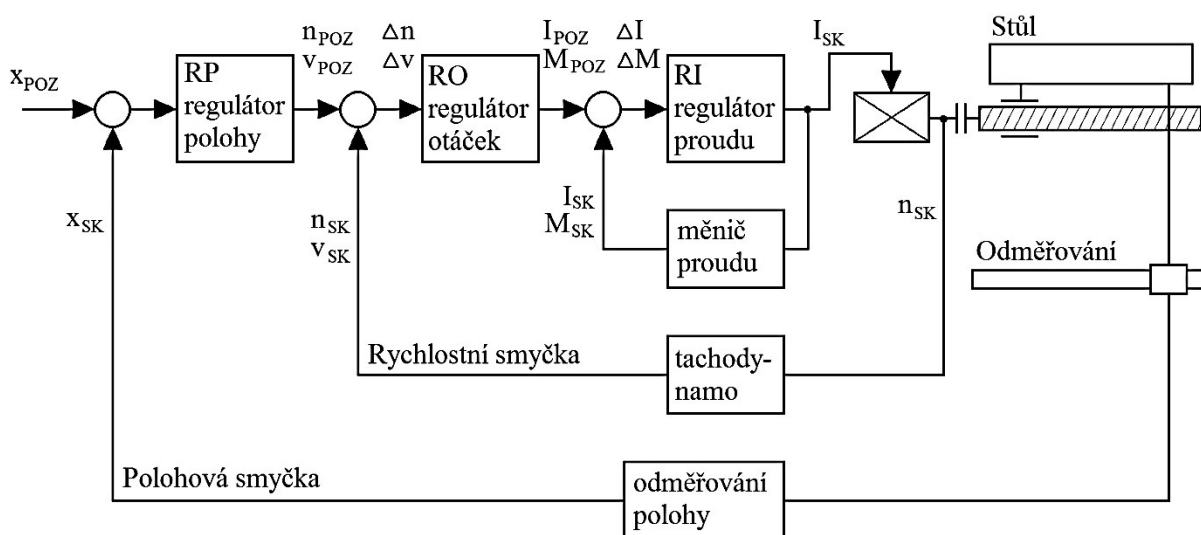 n_POZ Δn
v_POZ Δv
I_POZ ΔI
M_POZ ΔM
I_SK
Stůl
x_POZ
RP
regulátor
polohy
RO
regulátor
otáček
RI
regulátor
proudu
x_SK
n_SK
v_SK
I_SK
M_SK
měnič
proudu
n_SK
Odměřování
Rychlostní smyčka
tachody-
namo
Polohová smyčka
odměřování
polohy